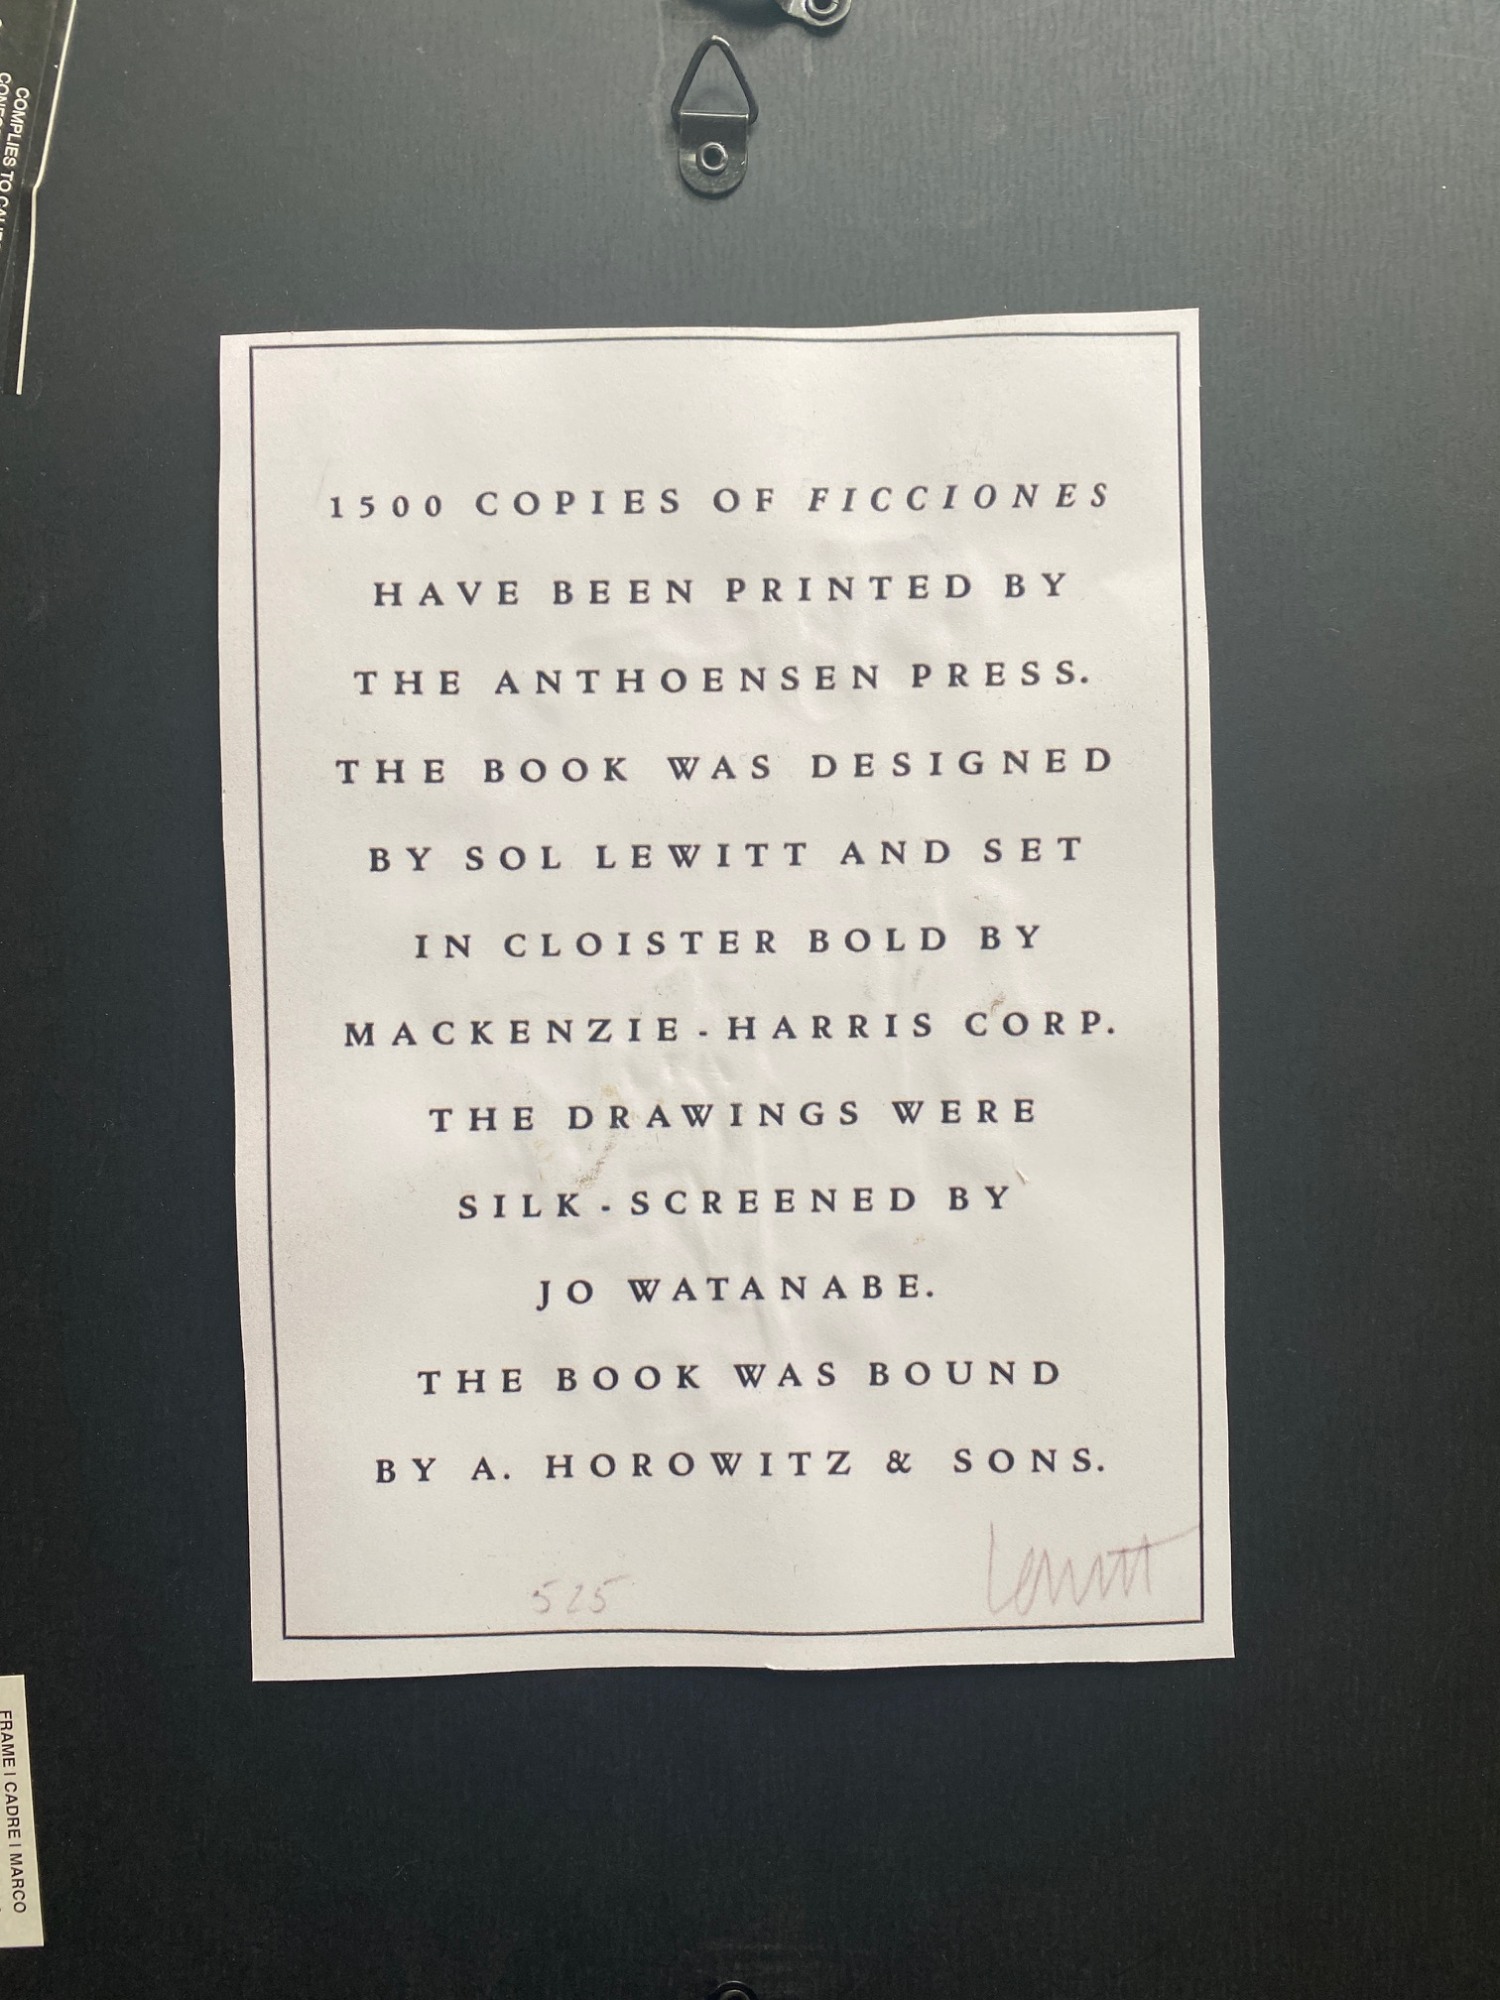 COMPLIES TO
1500 COPIES OF FICCIONES
HAVE BEEN PRINTED BY
THE ANTHOENSEN PRESS.
THE BOOK WAS DESIGNED
BY SOL LEWITT AND SET
IN CLOISTER BOLD BY
MACKENZIE-HARRIS CORP.
THE DRAWINGS WERE
SILK-SCREENED BY
JO WATANABE.
THE BOOK WAS BOUND
BY A. HOROWITZ & SONS.
525
Lewitt
FRAME | CADRE | MARCO